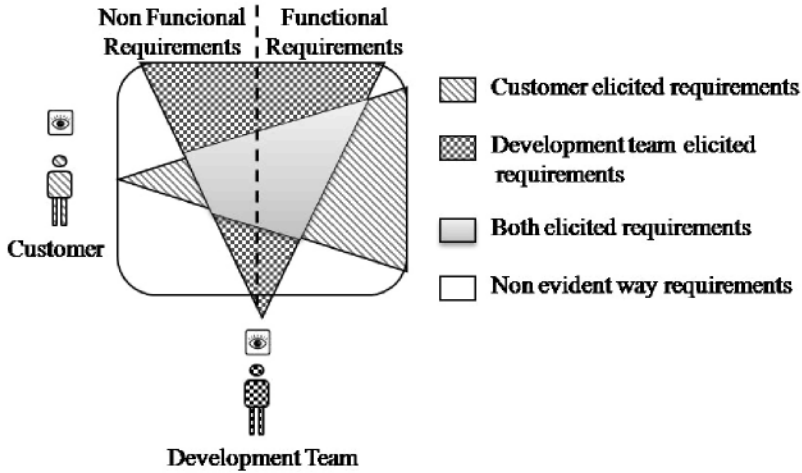 Non Funcional
Requirements
Functional
Requirements
Customer elicited requirements
Development team elicited
requirements
Both elicited requirements
Non evident way requirements
Customer
Development Team